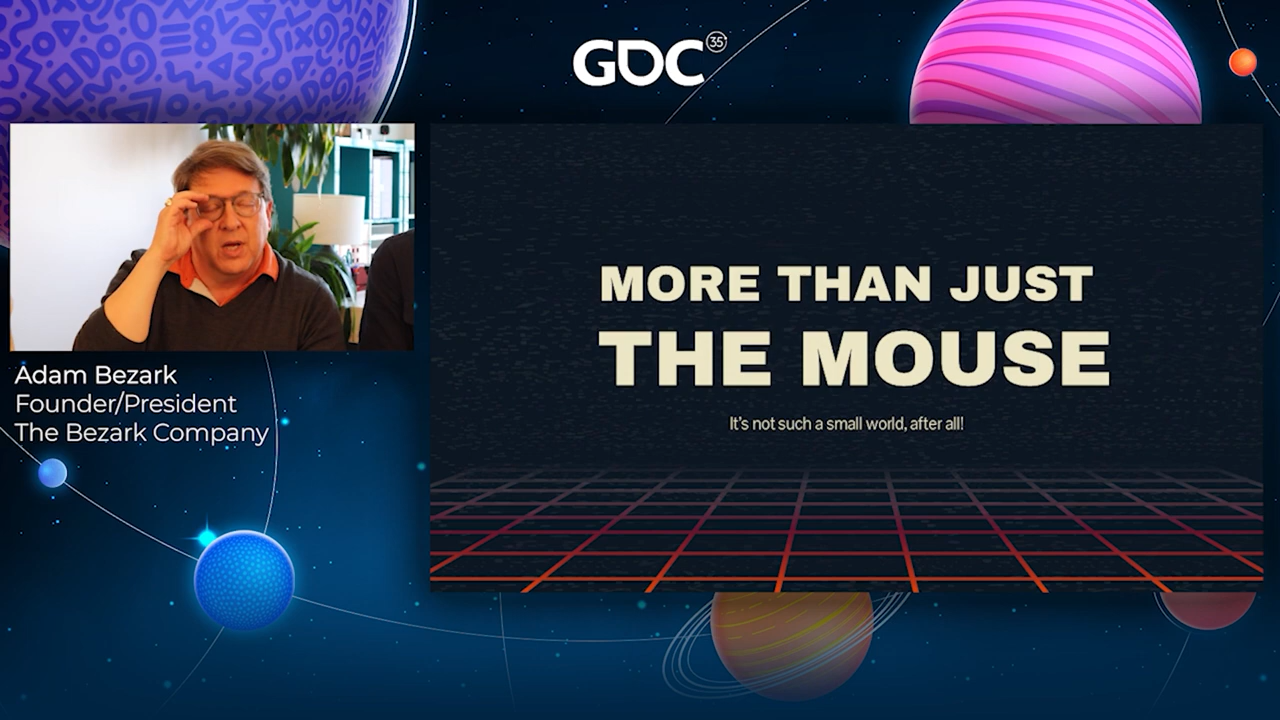 GDC 35
MORE THAN JUST
THE MOUSE
It's not such a small world, after all!
Adam Bezark
Founder/President
The Bezark Company